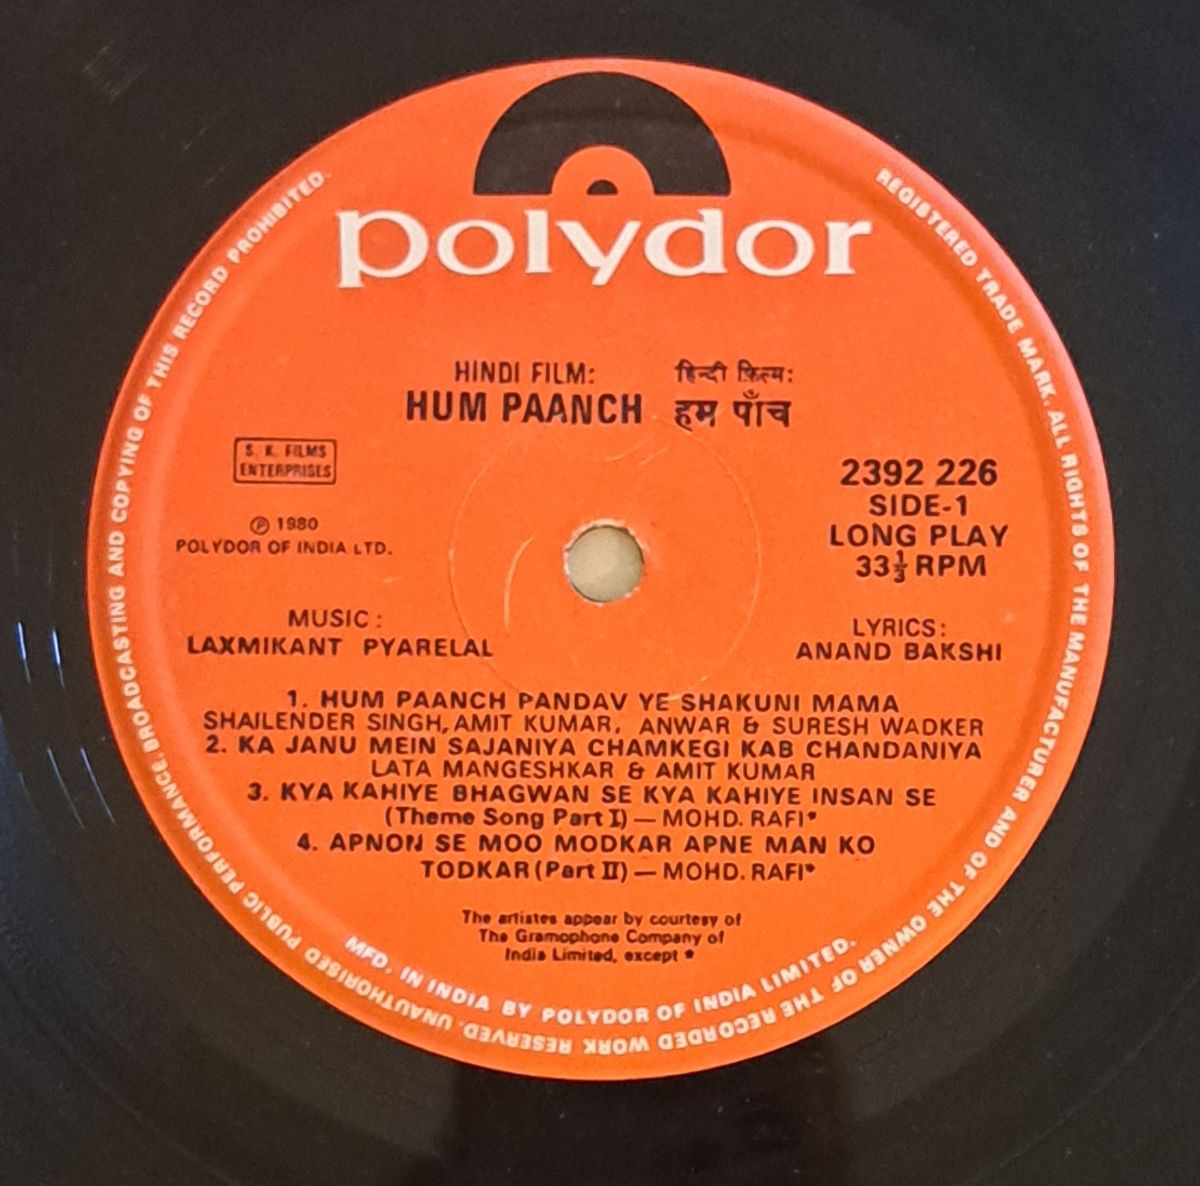 polydor
HINDI FILM: हिन्दी फ़िल्म:
HUM PAANCH हम पाँच
S. K. FILMS
ENTERPRISES
℗ 1980
POLYDOR OF INDIA LTD.
2392 226
SIDE-1
LONG PLAY
33⅓ RPM
MUSIC :
LAXMIKANT PYARELAL
LYRICS:
ANAND BAKSHI
1. HUM PAANCH PANDAV YE SHAKUNI MAMA
SHAILENDER SINGH, AMIT KUMAR, ANWAR & SURESH WADKER
2. KA JANU MEIN SAJANIYA CHAMKEGI KAB CHANDANIYA
LATA MANGESHKAR & AMIT KUMAR
3. KYA KAHIYE BHAGWAN SE KYA KAHIYE INSAN SE
(Theme Song Part I) — MOHD. RAFI*
4. APNON SE MOO MODKAR APNE MAN KO
TODKAR (Part II) — MOHD. RAFI*
The artistes appear by courtesy of
The Gramophone Company of
India Limited, except *
MFD. IN INDIA BY POLYDOR OF INDIA LIMITED.
REGISTERED TRADE MARK. ALL RIGHTS OF THE MANUFACTURER AND OF THE OWNER OF THE RECORDED WORK RESERVED. UNAUTHORISED PUBLIC PERFORMANCE BROADCASTING AND COPYING OF THIS RECORD PROHIBITED.